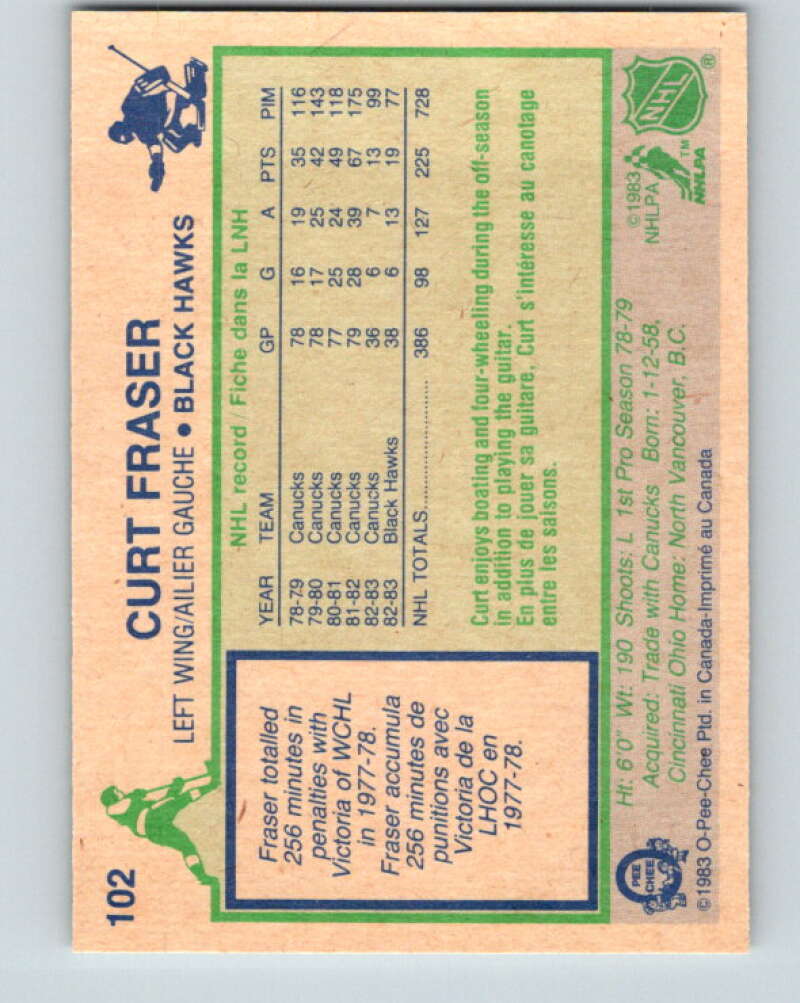 102
CURT FRASER
LEFT WING/AILIER GAUCHE • BLACK HAWKS
Fraser totalled
256 minutes in
penalties with
Victoria of WCHL
in 1977-78.
Fraser accumula
256 minutes de
punitions avec
Victoria de la
LHOC en
1977-78.
NHL record / Fiche dans la LNH
YEAR TEAM GP G A PTS PIM
78-79 Canucks 78 16 19 35 116
79-80 Canucks 78 17 25 42 143
80-81 Canucks 77 25 24 49 118
81-82 Canucks 79 28 39 67 175
82-83 Canucks 36 6 7 13 99
82-83 Black Hawks 38 6 13 19 77
NHL TOTALS 386 98 127 225 728
Curt enjoys boating and four-wheeling during the off-season
in addition to playing the guitar.
En plus de jouer sa guitare, Curt s'intéresse au canotage
entre les saisons.
Ht: 6'0" Wt: 190 Shoots: L 1st Pro Season 78-79
Acquired: Trade with Canucks Born: 1-12-58,
Cincinnati Ohio Home: North Vancouver, B.C.
©1983 O-Pee-Chee Ptd. in Canada-Imprimé au Canada
O
PEE
CHEE
©1983
NHLPA
TM
NHLPA
NHL
®